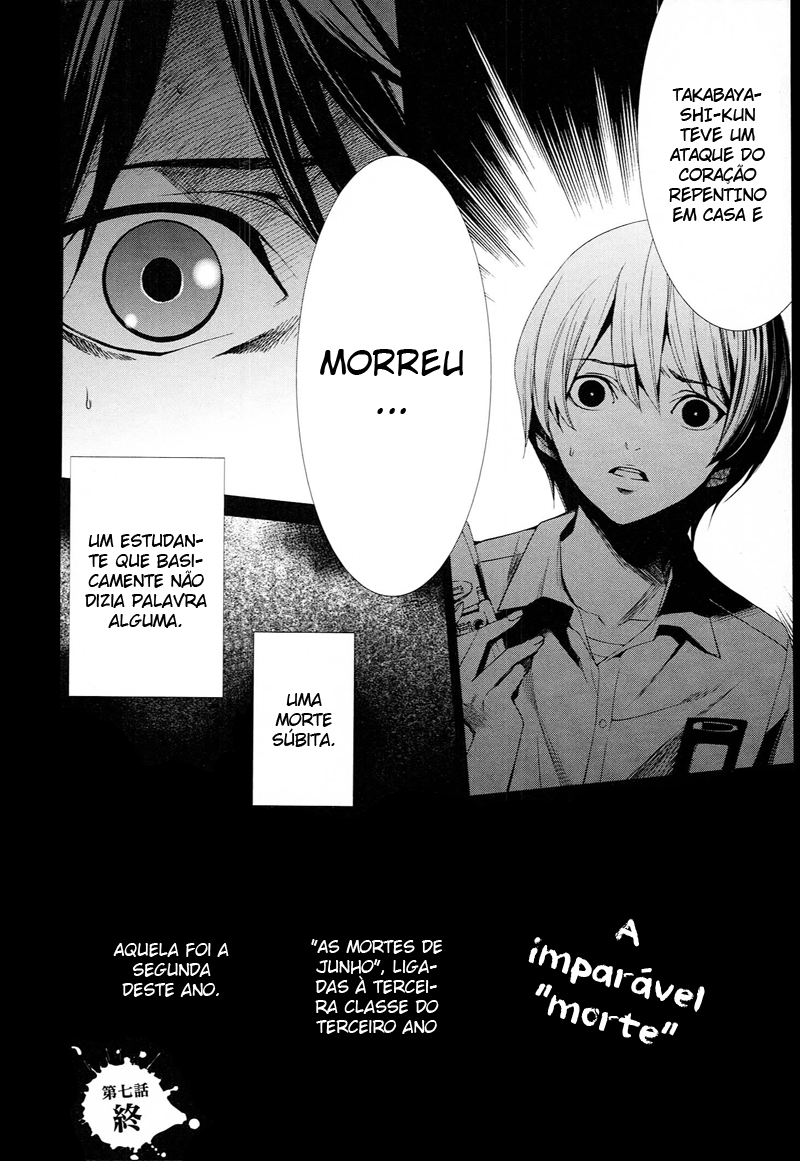 TAKABAYA-
SHI-KUN
TEVE UM
ATAQUE DO
CORAÇÃO
REPENTINO
EM CASA E
MORREU
...
UMA
MORTE
SÚBITA.
UM ESTUDAN-
TE QUE BASI-
CAMENTE NÃO
DIZIA PALAVRA
ALGUMA.
A
imparável
"morte"
"AS MORTES DE
JUNHO", LIGA-
DAS À TERCEI-
RA CLASSE DO
TERCEIRO ANO
AQUELA FOI A
SEGUNDA
DESTE ANO.
第七話
終